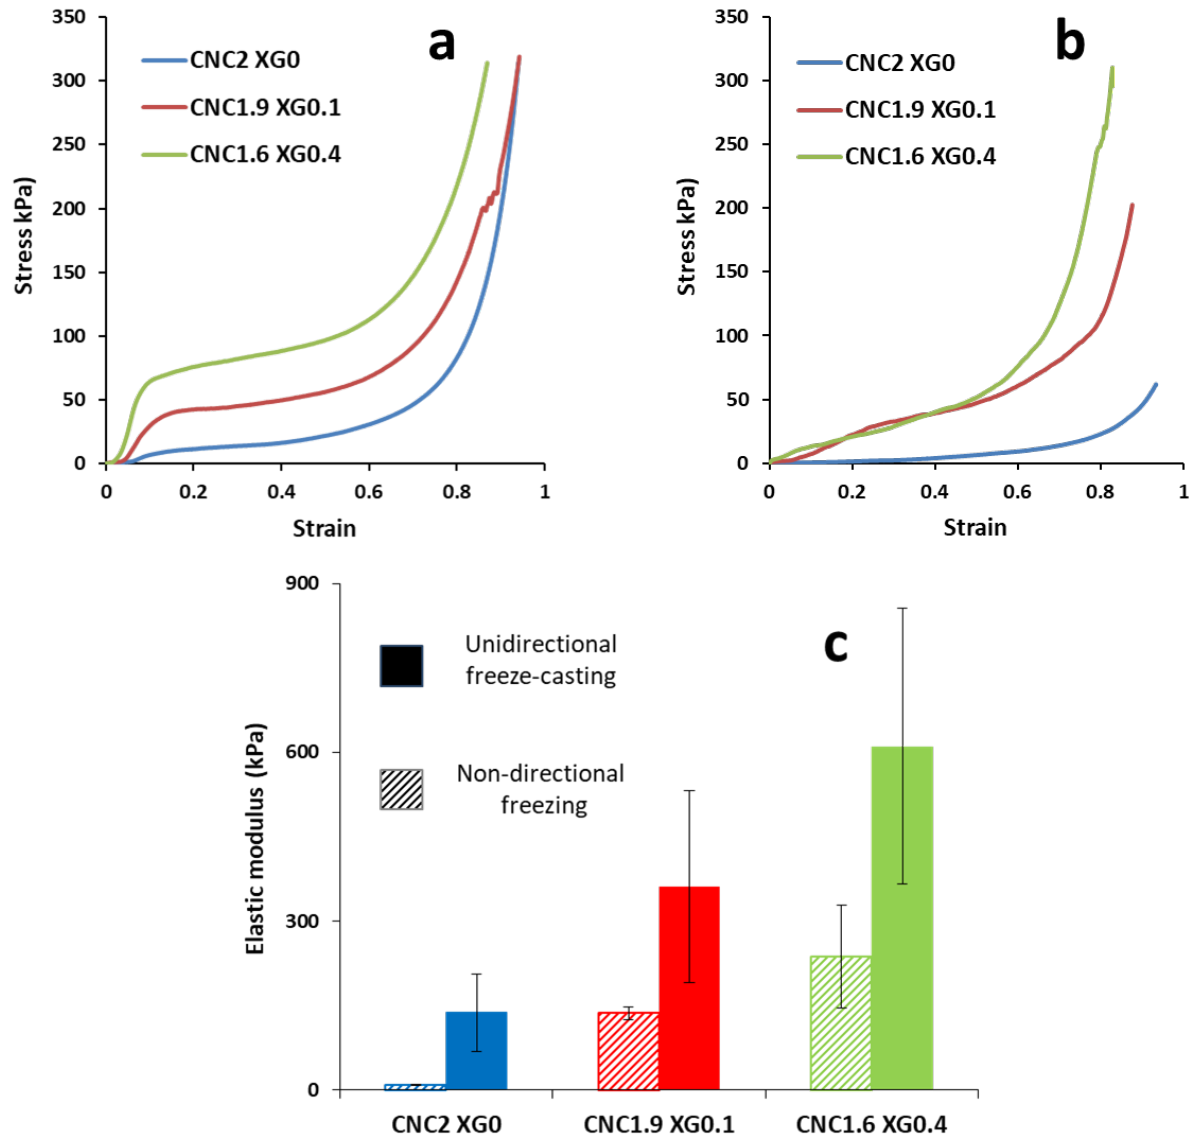 a
350
300
250
200
150
100
50
0
Stress kPa)
CNC2 XG0
CNC1.9 XG0.1
CNC1.6 XG0.4
0 0.2 0.4 0.6 0.8 1
Strain
b
350
300
250
200
150
100
50
0
Stress kPa)
CNC2 XG0
CNC1.9 XG0.1
CNC1.6 XG0.4
0 0.2 0.4 0.6 0.8 1
Strain
c
900
600
300
0
Elastic modulus (kPa)
Unidirectional
freeze-casting
Non-directional
freezing
CNC2 XG0 CNC1.9 XG0.1 CNC1.6 XG0.4